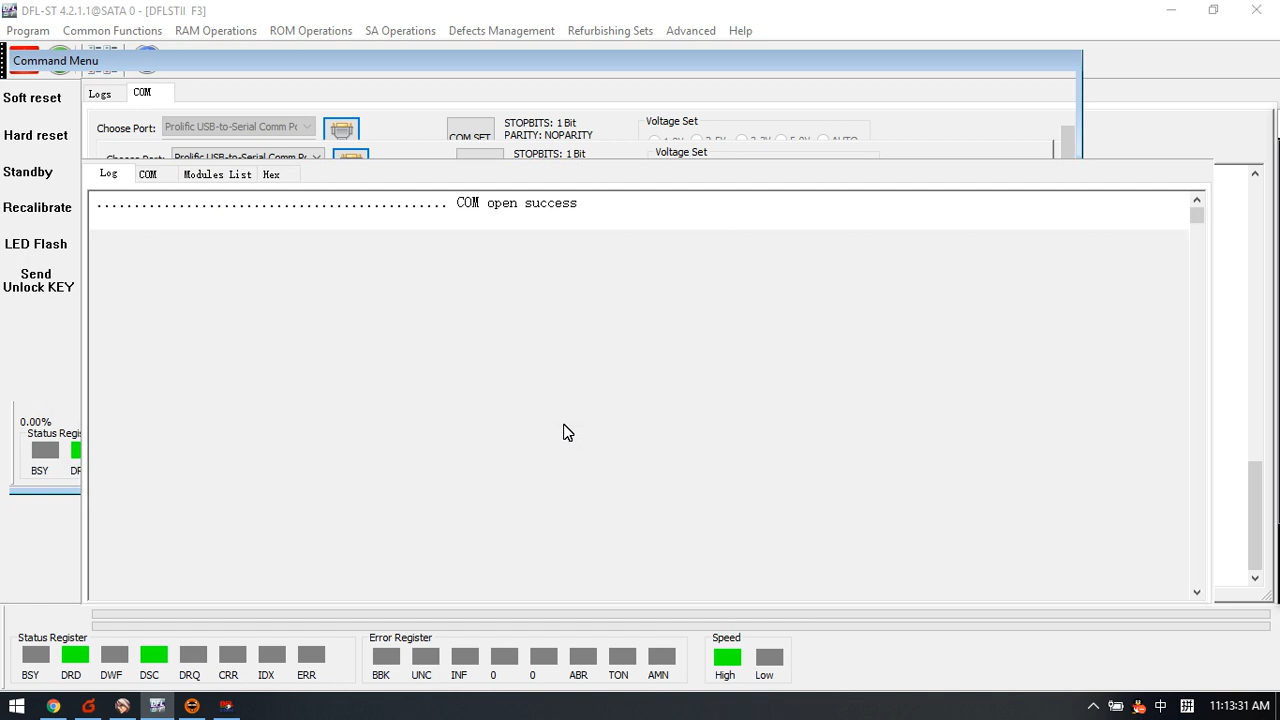 DFL-ST 4.2.1.1@SATA 0 - [DFLSTII F3]
Program Common Functions RAM Operations ROM Operations SA Operations Defects Management Refurbishing Sets Advanced Help
Command Menu
Soft reset
Hard reset
Standby
Recalibrate
LED Flash
Send
Unlock KEY
Logs COM
Choose Port: Prolific USB-to-Serial Comm Po
COM SET
STOPBITS: 1 Bit
PARITY: NOPARITY
Voltage Set
AUTO
Choose Port: Prolific USB-to-Serial Comm Po
STOPBITS: 1 Bit
Voltage Set
Log COM Modules List Hex
.............................................. COM open success
0.00%
Status Regi
BSY
Status Register
BSY DRD DWF DSC DRQ CRR IDX ERR
Error Register
BBK UNC INF 0 0 ABR TON AMN
Speed
High Low
中 拼 11:13:31 AM